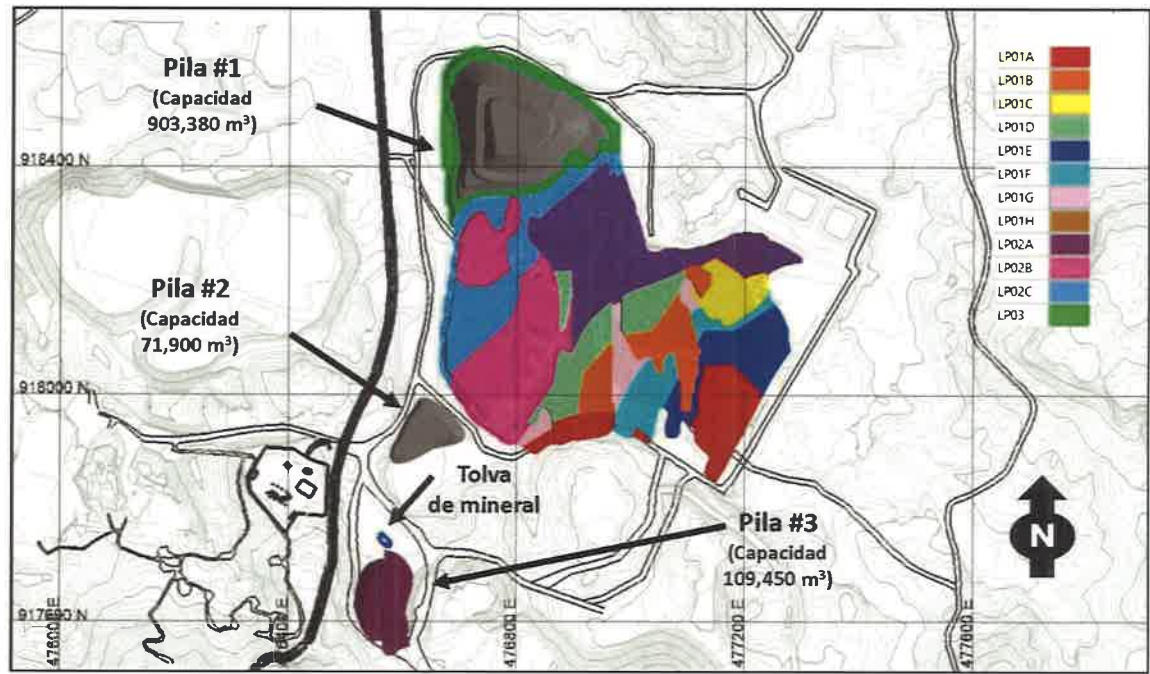 Pila #1
(Capacidad
903,380 m³)
918400 N
Pila #2
(Capacidad
71,900 m³)
918000 N
Tolva
de mineral
Pila #3
(Capacidad
109,450 m³)
476800 E
477200 E
477600 E
LP01A
LP01B
LP01C
LP01D
LP01E
LP01F
LP01G
LP01H
LP02A
LP02B
LP02C
LP03
N